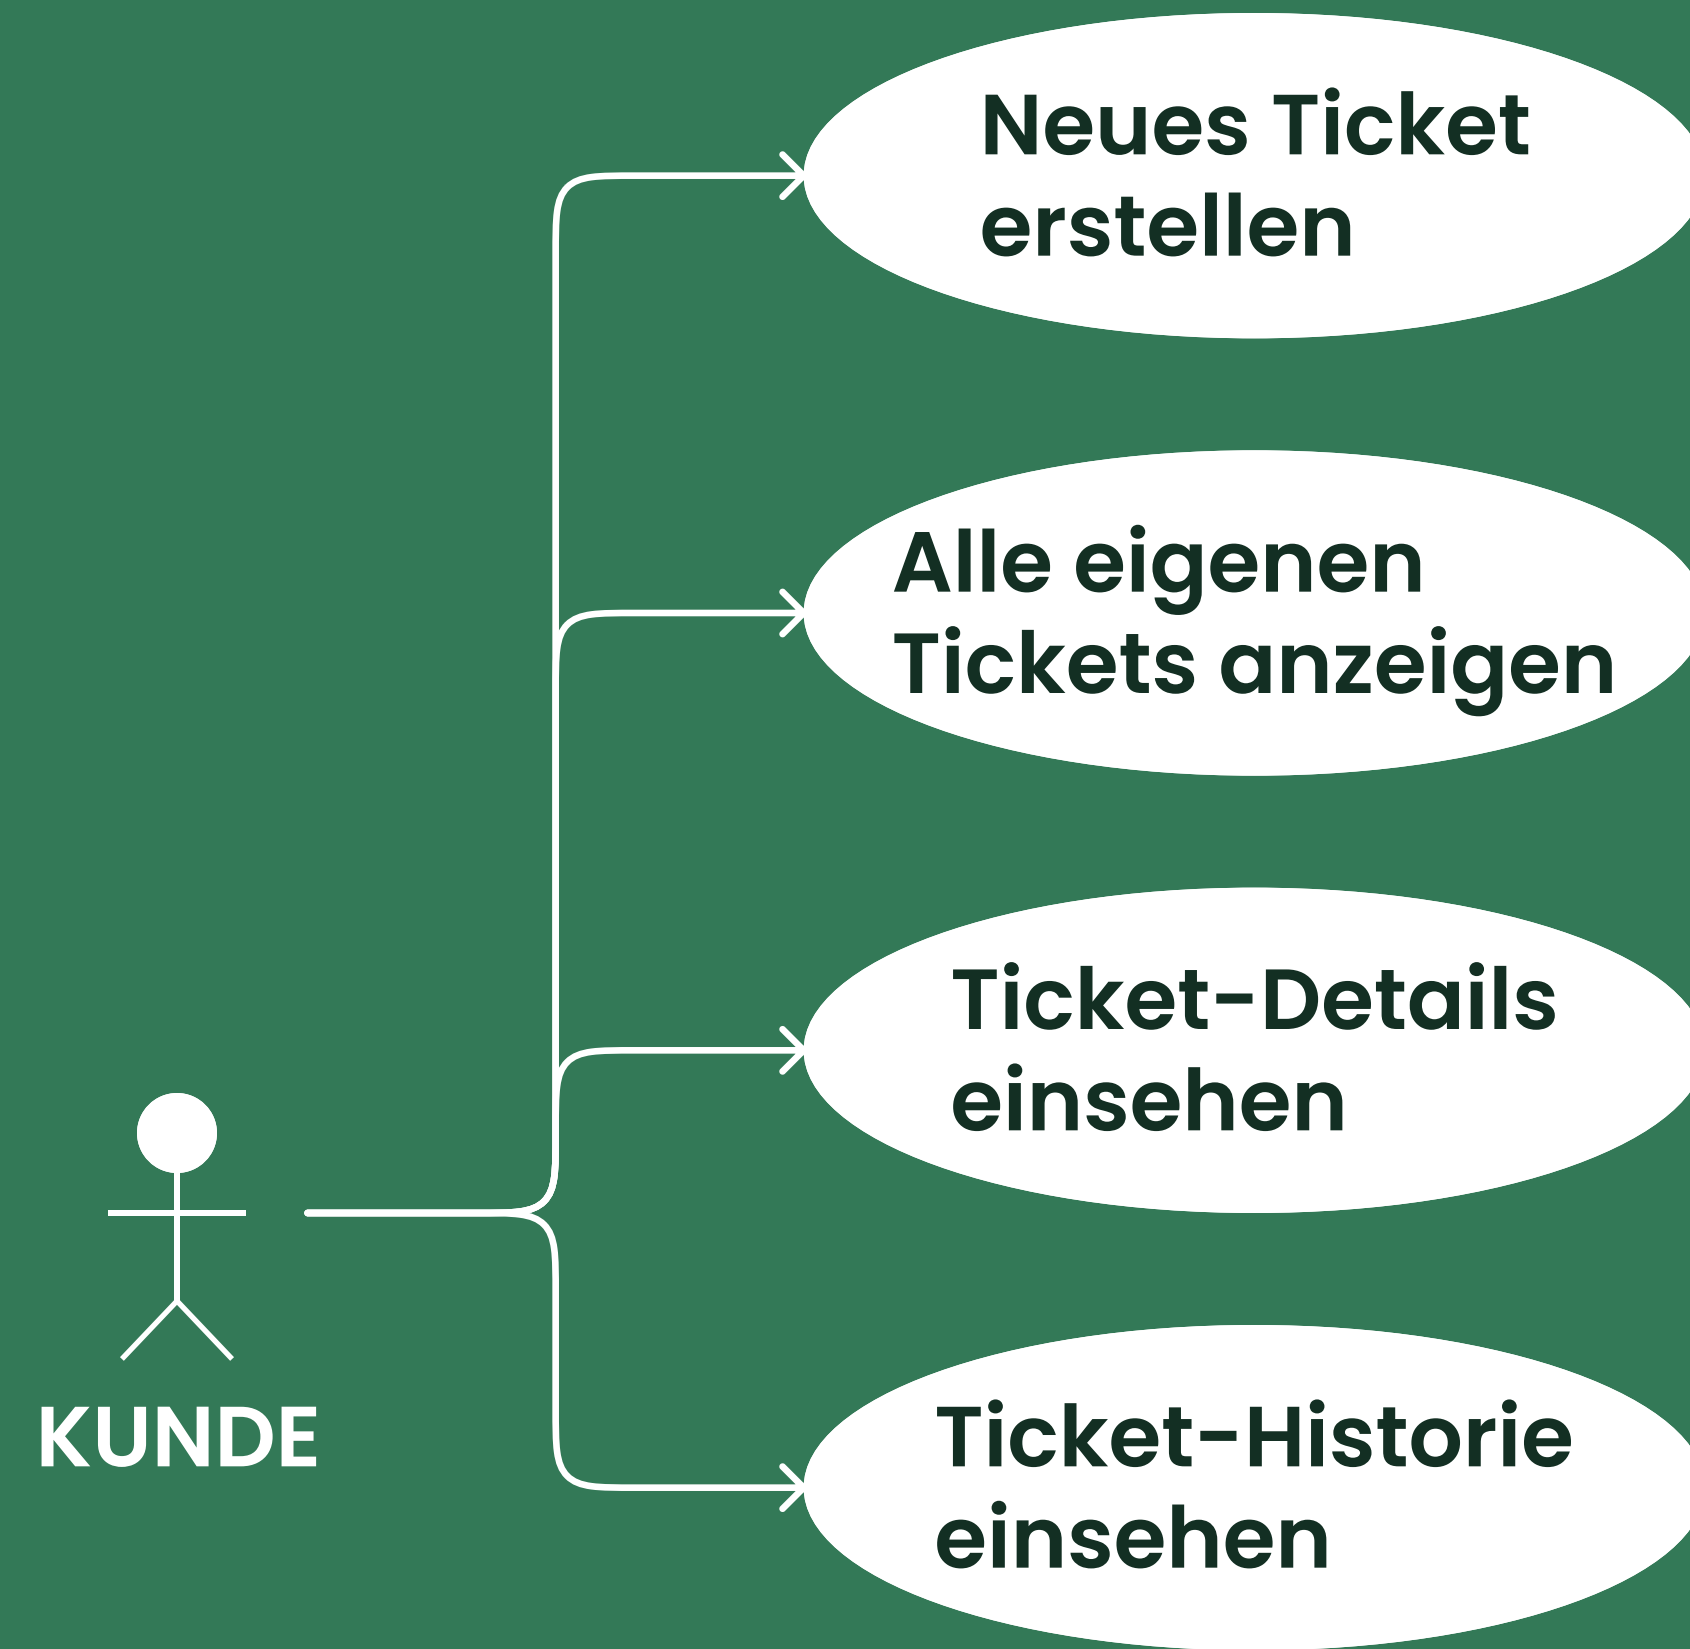 Neues Ticket
erstellen
Alle eigenen
Tickets anzeigen
Ticket-Details
einsehen
KUNDE
Ticket-Historie
einsehen